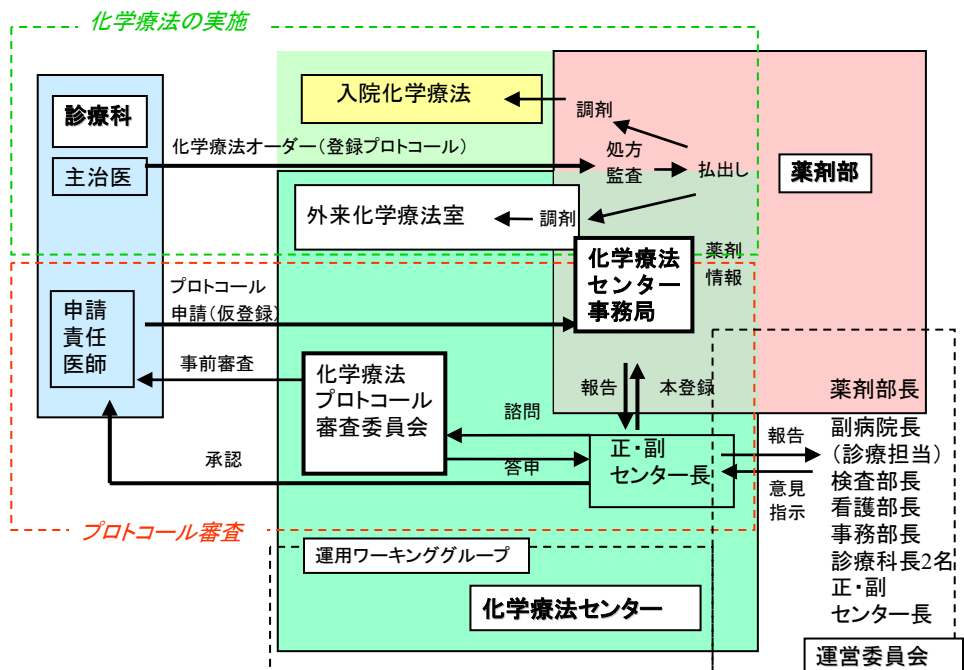 化学療法の実施
診療科
主治医
入院化学療法
調剤
化学療法オーダー(登録プロトコール)
処方
監査
払出し
薬剤部
外来化学療法室
調剤
化学療法
センター
事務局
薬剤
情報
プロトコール
申請(仮登録)
申請
責任
医師
事前審査
化学療法
プロトコール
審査委員会
報告
本登録
諮問
答申
承認
正・副
センター長
報告
意見
指示
薬剤部長
副病院長
(診療担当)
検査部長
看護部長
事務部長
診療科長2名
正・副
センター長
プロトコール審査
運用ワーキンググループ
化学療法センター
運営委員会